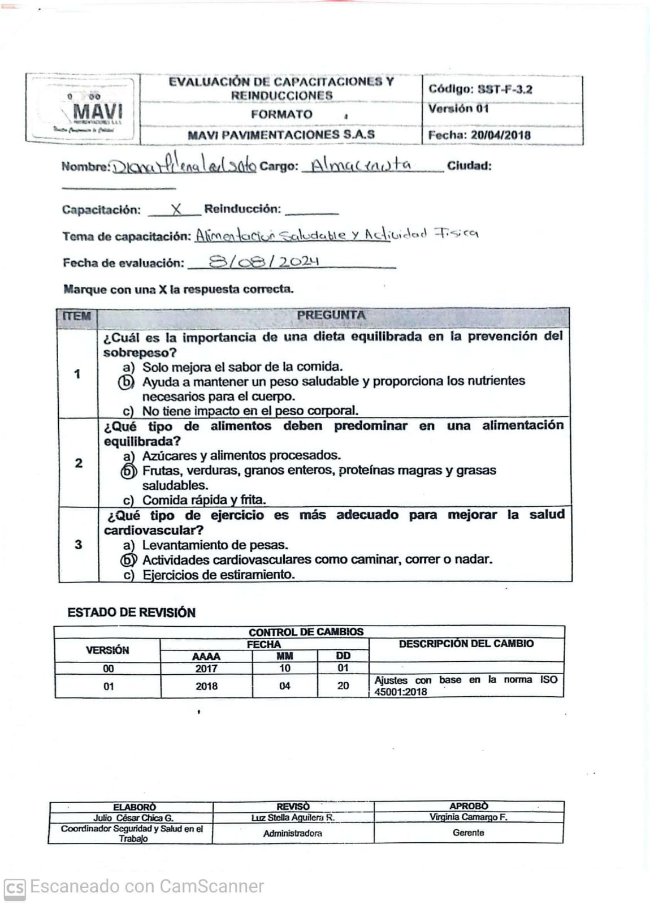 MAVI
EVALUACIÓN DE CAPACITACIONES Y REINDUCCIONES
FORMATO
MAVI PAVIMENTACIONES S.A.S
Código: SST-F-3.2
Versión 01
Fecha: 20/04/2018
Nombre: Diana Cargo: Almacenista Ciudad:
Capacitación: X Reinducción:
Tema de capacitación: Alimentacion Saludable y Actividad Fisica
Fecha de evaluación: 8/08/2024
Marque con una X la respuesta correcta.
ITEM PREGUNTA
1
¿Cuál es la importancia de una dieta equilibrada en la prevención del
sobrepeso?
a) Solo mejora el sabor de la comida.
b) Ayuda a mantener un peso saludable y proporciona los nutrientes
necesarios para el cuerpo.
c) No tiene impacto en el peso corporal.
2
¿Qué tipo de alimentos deben predominar en una alimentación
equilibrada?
a) Azúcares y alimentos procesados.
b) Frutas, verduras, granos enteros, proteínas magras y grasas
saludables.
c) Comida rápida y frita.
3
¿Qué tipo de ejercicio es más adecuado para mejorar la salud
cardiovascular?
a) Levantamiento de pesas.
b) Actividades cardiovasculares como caminar, correr o nadar.
c) Ejercicios de estiramiento.
ESTADO DE REVISIÓN
CONTROL DE CAMBIOS
VERSIÓN FECHA DESCRIPCIÓN DEL CAMBIO
AAAA MM DD
00 2017 10 01
01 2018 04 20 Ajustes con base en la norma ISO
45001:2018
ELABORÓ REVISÓ APROBÓ
Julio César Chica G. Luz Stella Aguilera R. Virginia Camargo F.
Coordinador Seguridad y Salud en el
Trabajo Administradora Gerente
CS Escaneado con CamScanner